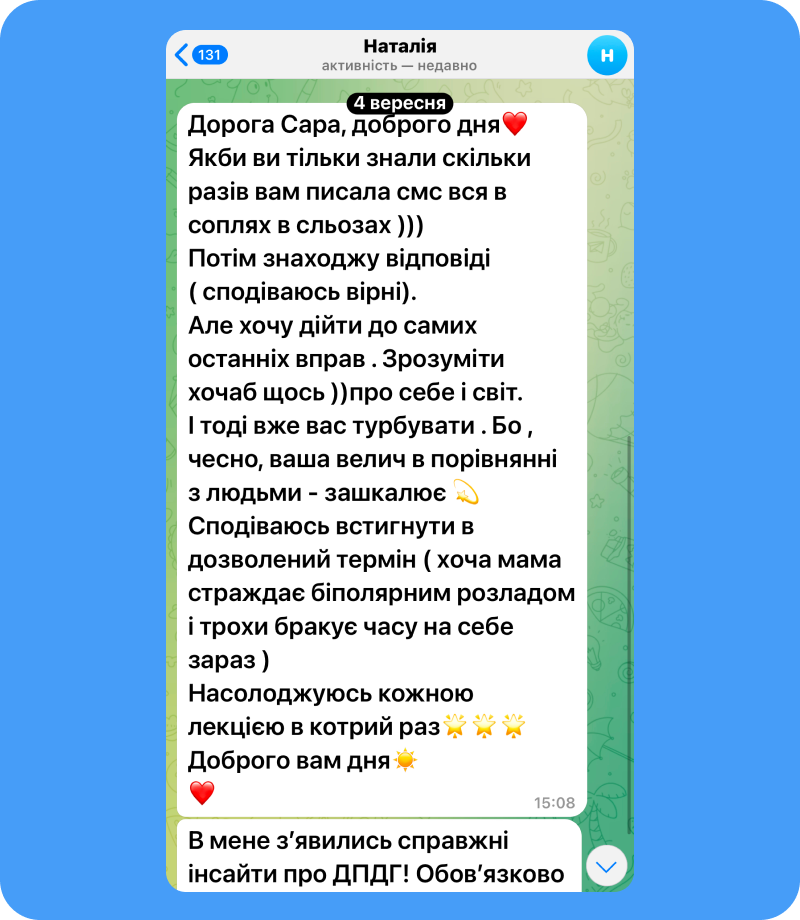 131
Наталія
активність — недавно
Н
4 вересня
Дорога Сара, доброго дня❤️
Якби ви тільки знали скільки
разів вам писала смс вся в
соплях в сльозах )))
Потім знаходжу відповіді
( сподіваюсь вірні).
Але хочу дійти до самих
останніх вправ . Зрозуміти
хочаб щось ))про себе і світ.
І тоді вже вас турбувати . Бо ,
чесно, ваша велич в порівнянні
з людьми - зашкалює 💫
Сподіваюсь встигнути в
дозволений термін ( хоча мама
страждає біполярним розладом
і трохи бракує часу на себе
зараз )
Насолоджуюсь кожною
лекцією в котрий раз🌟🌟🌟
Доброго вам дня☀️
❤️
15:08
В мене з’явились справжні
інсайти про ДПДГ! Обов’язково